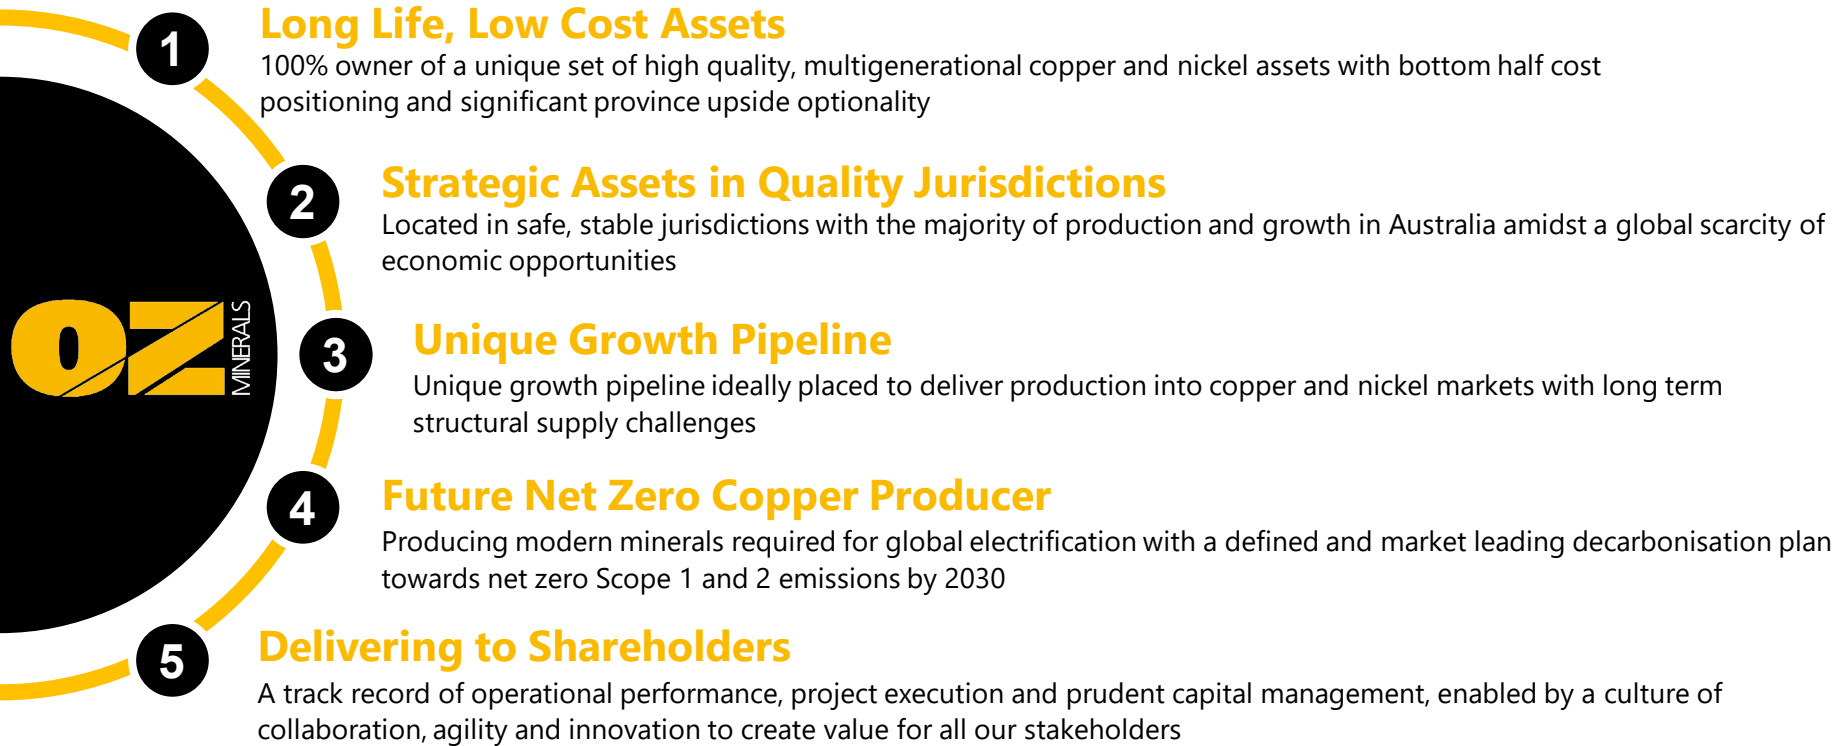 OZ
MINERALS
1
Long Life, Low Cost Assets
100% owner of a unique set of high quality, multigenerational copper and nickel assets with bottom half cost
positioning and significant province upside optionality
2
Strategic Assets in Quality Jurisdictions
Located in safe, stable jurisdictions with the majority of production and growth in Australia amidst a global scarcity of
economic opportunities
3
Unique Growth Pipeline
Unique growth pipeline ideally placed to deliver production into copper and nickel markets with long term
structural supply challenges
4
Future Net Zero Copper Producer
Producing modern minerals required for global electrification with a defined and market leading decarbonisation plan
towards net zero Scope 1 and 2 emissions by 2030
5
Delivering to Shareholders
A track record of operational performance, project execution and prudent capital management, enabled by a culture of
collaboration, agility and innovation to create value for all our stakeholders